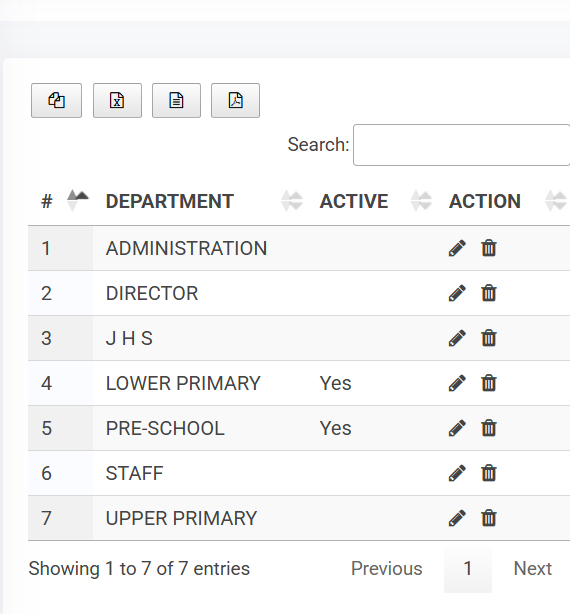 Search:
# DEPARTMENT ACTIVE ACTION
1 ADMINISTRATION
2 DIRECTOR
3 J H S
4 LOWER PRIMARY Yes
5 PRE-SCHOOL Yes
6 STAFF
7 UPPER PRIMARY
Showing 1 to 7 of 7 entries Previous 1 Next